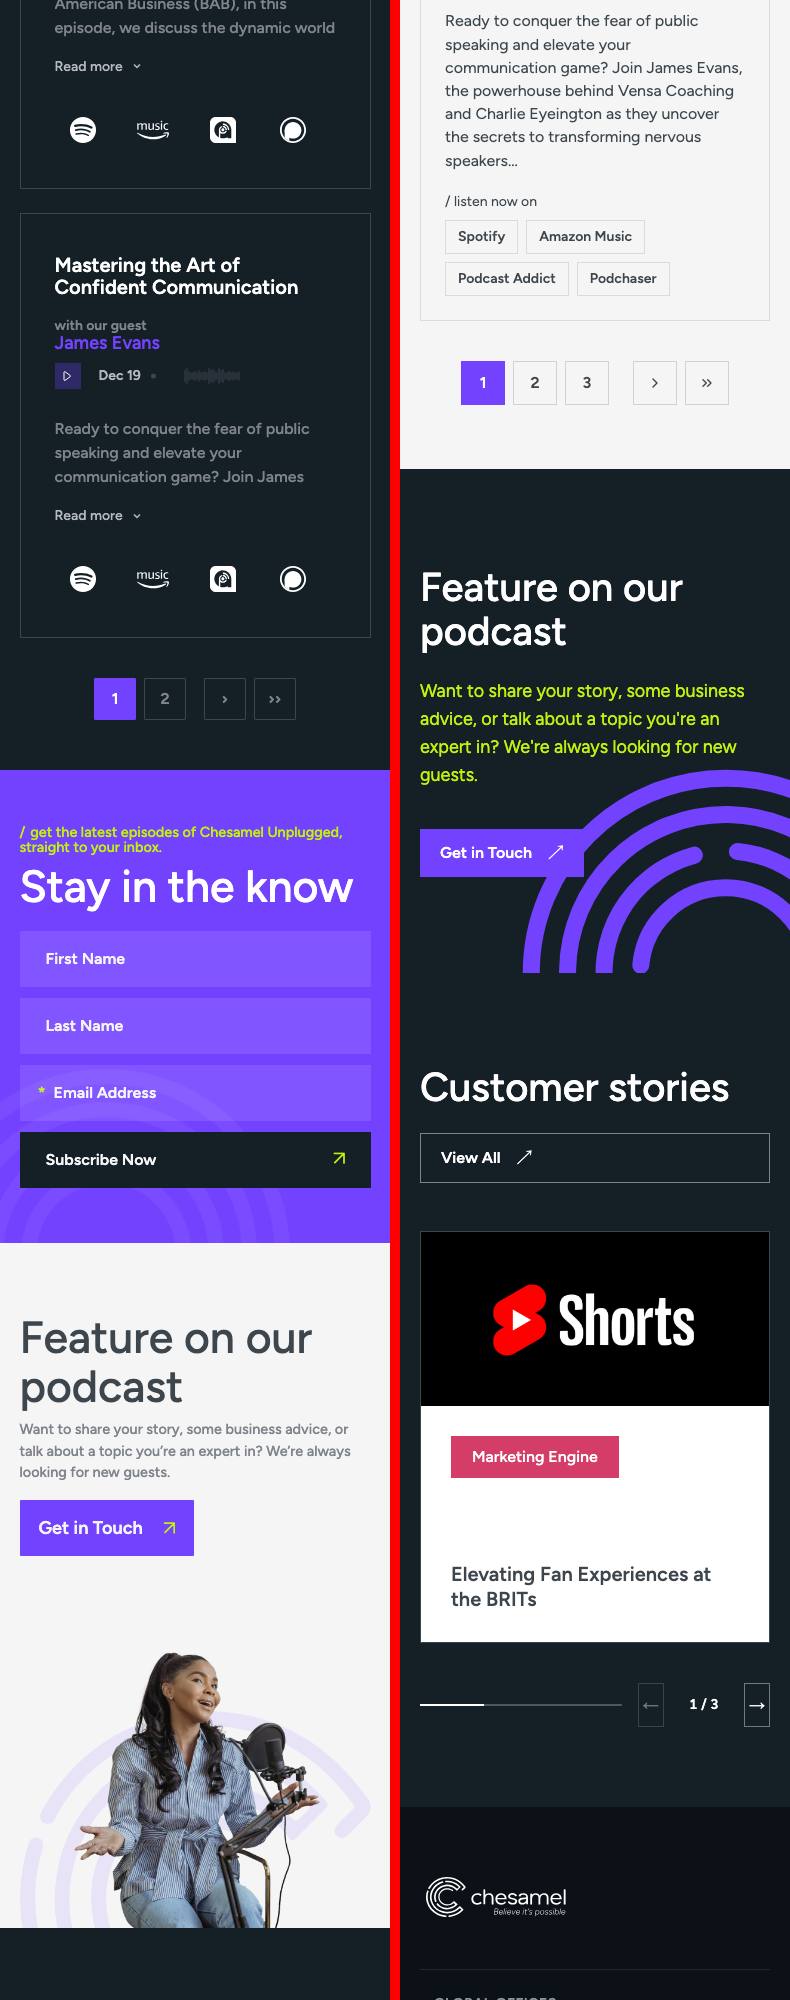 American Business (BAB), in this
episode, we discuss the dynamic world
Read more
music
Mastering the Art of
Confident Communication
with our guest
James Evans
Dec 19
Ready to conquer the fear of public
speaking and elevate your
communication game? Join James
Read more
music
1
2
›
››
/ get the latest episodes of Chesamel Unplugged,
straight to your inbox.
Stay in the know
First Name
Last Name
* Email Address
Subscribe Now
Feature on our
podcast
Want to share your story, some business advice, or
talk about a topic you’re an expert in? We’re always
looking for new guests.
Get in Touch
Ready to conquer the fear of public
speaking and elevate your
communication game? Join James Evans,
the powerhouse behind Vensa Coaching
and Charlie Eyeington as they uncover
the secrets to transforming nervous
speakers...
/ listen now on
Spotify
Amazon Music
Podcast Addict
Podchaser
1
2
3
›
»
Feature on our
podcast
Want to share your story, some business
advice, or talk about a topic you're an
expert in? We're always looking for new
guests.
Get in Touch
Customer stories
View All
Shorts
Marketing Engine
Elevating Fan Experiences at
the BRITs
← 1 / 3 →
chesamel
Believe it's possible
GLOBAL OFFICES